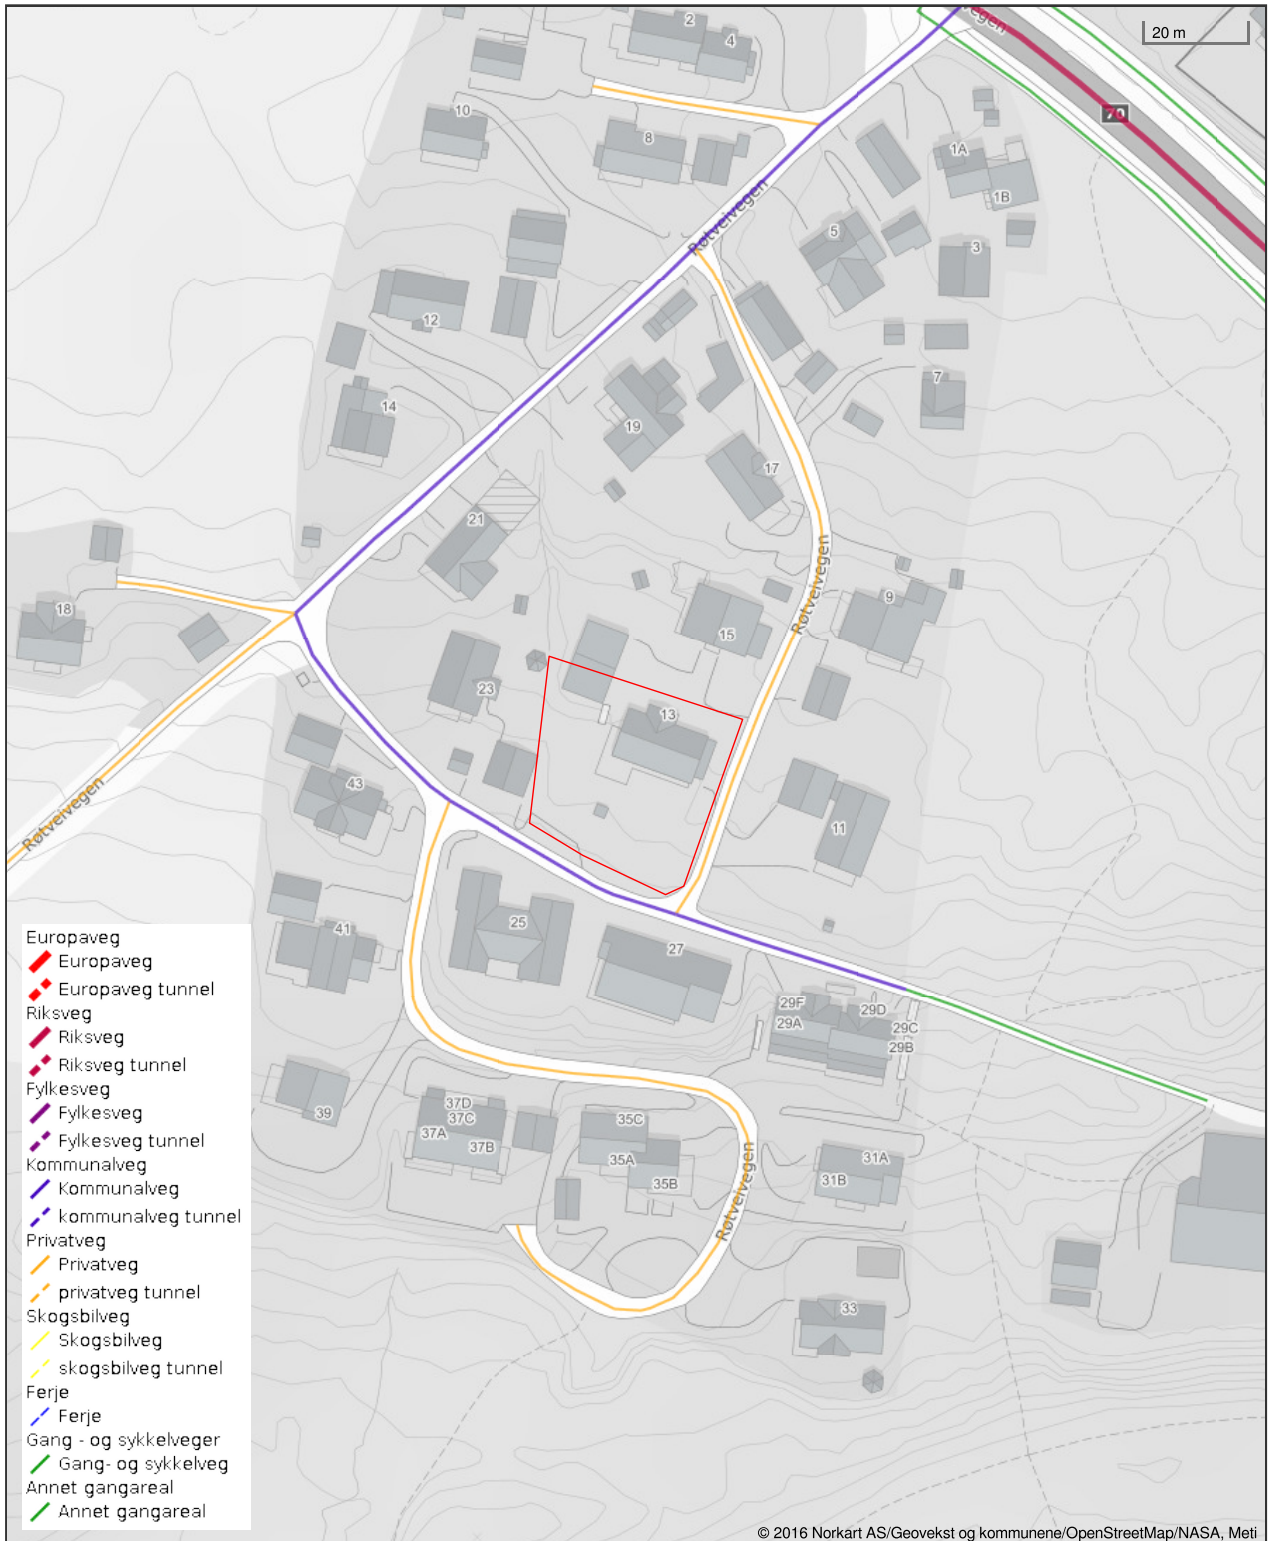 20 m
vegen
70
2
4
10
8
1A
1B
Røtveivegen
5
3
12
7
14
19
17
21
Røtveivegen
9
18
15
23
13
43
Røtveivegen
11
25
41
27
29F
29D
29A
29C
29B
39
37D
37C
37A
37B
35C
35A
35B
31A
31B
Røtveivegen
33
Europaveg
Europaveg
Europaveg tunnel
Riksveg
Riksveg
Riksveg tunnel
Fylkesveg
Fylkesveg
Fylkesveg tunnel
Kommunalveg
Kommunalveg
kommunalveg tunnel
Privatveg
Privatveg
privatveg tunnel
Skogsbilveg
Skogsbilveg
skogsbilveg tunnel
Ferje
Ferje
Gang - og sykkelveger
Gang- og sykkelveg
Annet gangareal
Annet gangareal
© 2016 Norkart AS/Geovekst og kommunene/OpenStreetMap/NASA, Meti